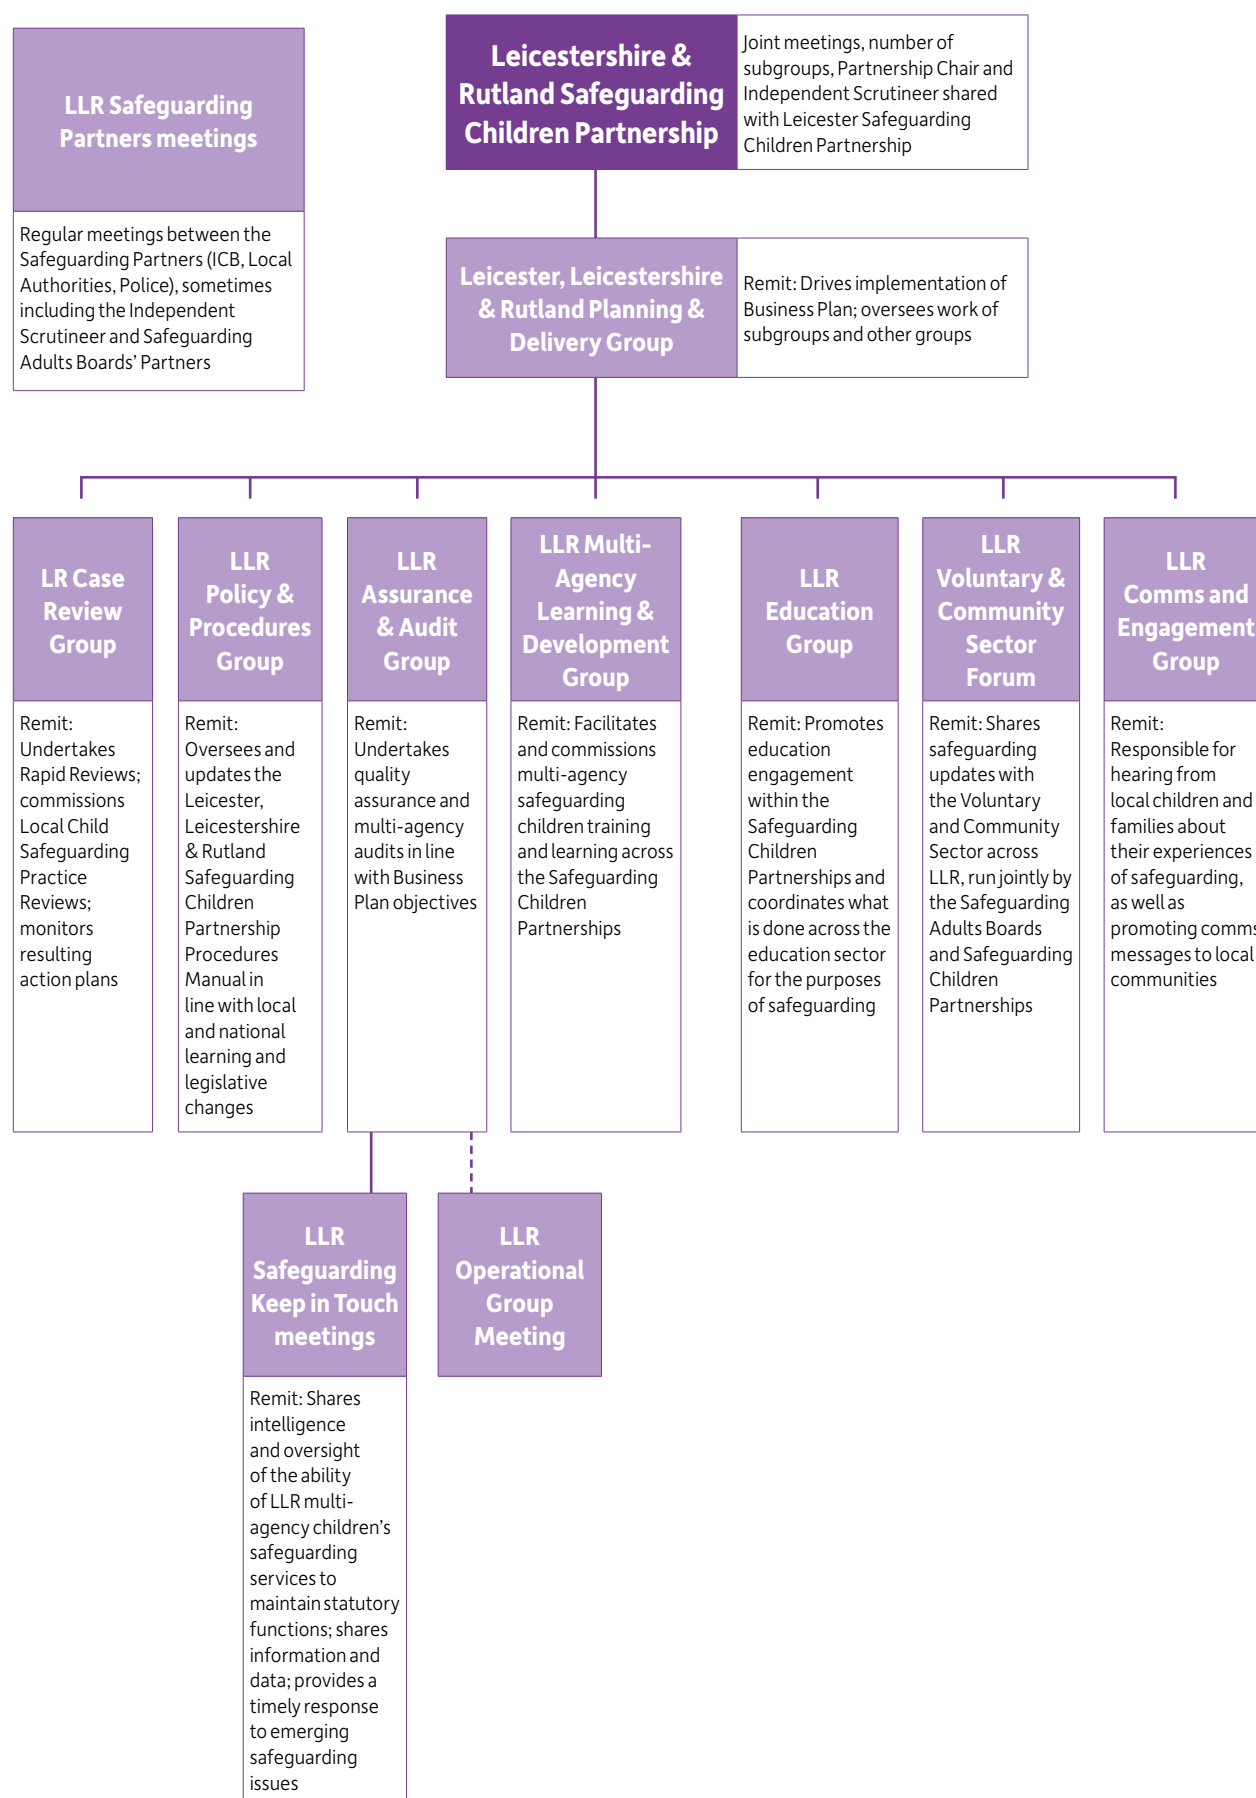 LLR Safeguarding
Partners meetings
Regular meetings between the
Safeguarding Partners (ICB, Local
Authorities, Police), sometimes
including the Independent
Scrutineer and Safeguarding
Adults Boards’ Partners
Leicestershire &
Rutland Safeguarding
Children Partnership
Joint meetings, number of
subgroups, Partnership Chair and
Independent Scrutineer shared
with Leicester Safeguarding
Children Partnership
Leicester, Leicestershire
& Rutland Planning &
Delivery Group
Remit: Drives implementation of
Business Plan; oversees work of
subgroups and other groups
LR Case
Review
Group
Remit:
Undertakes
Rapid Reviews;
commissions
Local Child
Safeguarding
Practice
Reviews;
monitors
resulting
action plans
LLR
Policy &
Procedures
Group
Remit:
Oversees and
updates the
Leicester,
Leicestershire
& Rutland
Safeguarding
Children
Partnership
Procedures
Manual in
line with local
and national
learning and
legislative
changes
LLR
Assurance
& Audit
Group
Remit:
Undertakes
quality
assurance and
multi-agency
audits in line
with Business
Plan objectives
LLR Multi-
Agency
Learning &
Development
Group
Remit: Facilitates
and commissions
multi-agency
safeguarding
children training
and learning across
the Safeguarding
Children
Partnerships
LLR
Education
Group
Remit: Promotes
education
engagement
within the
Safeguarding
Children
Partnerships and
coordinates what
is done across the
education sector
for the purposes
of safeguarding
LLR
Voluntary &
Community
Sector
Forum
Remit: Shares
safeguarding
updates with
the Voluntary
and Community
Sector across
LLR, run jointly by
the Safeguarding
Adults Boards
and Safeguarding
Children
Partnerships
LLR
Comms and
Engagement
Group
Remit:
Responsible for
hearing from
local children and
families about
their experiences
of safeguarding,
as well as
promoting comms
messages to local
communities
LLR
Safeguarding
Keep in Touch
meetings
Remit: Shares
intelligence
and oversight
of the ability
of LLR multi-
agency children’s
safeguarding
services to
maintain statutory
functions; shares
information and
data; provides a
timely response
to emerging
safeguarding
issues
LLR
Operational
Group
Meeting